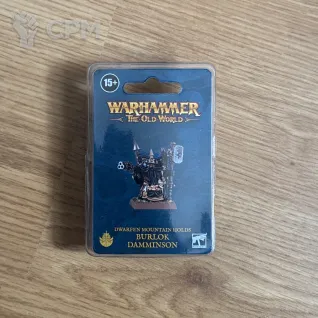 15+
WARHAMMER
THE OLD WORLD
DWARFEN MOUNTAIN HOLDS
BURLOK
DAMMINSON